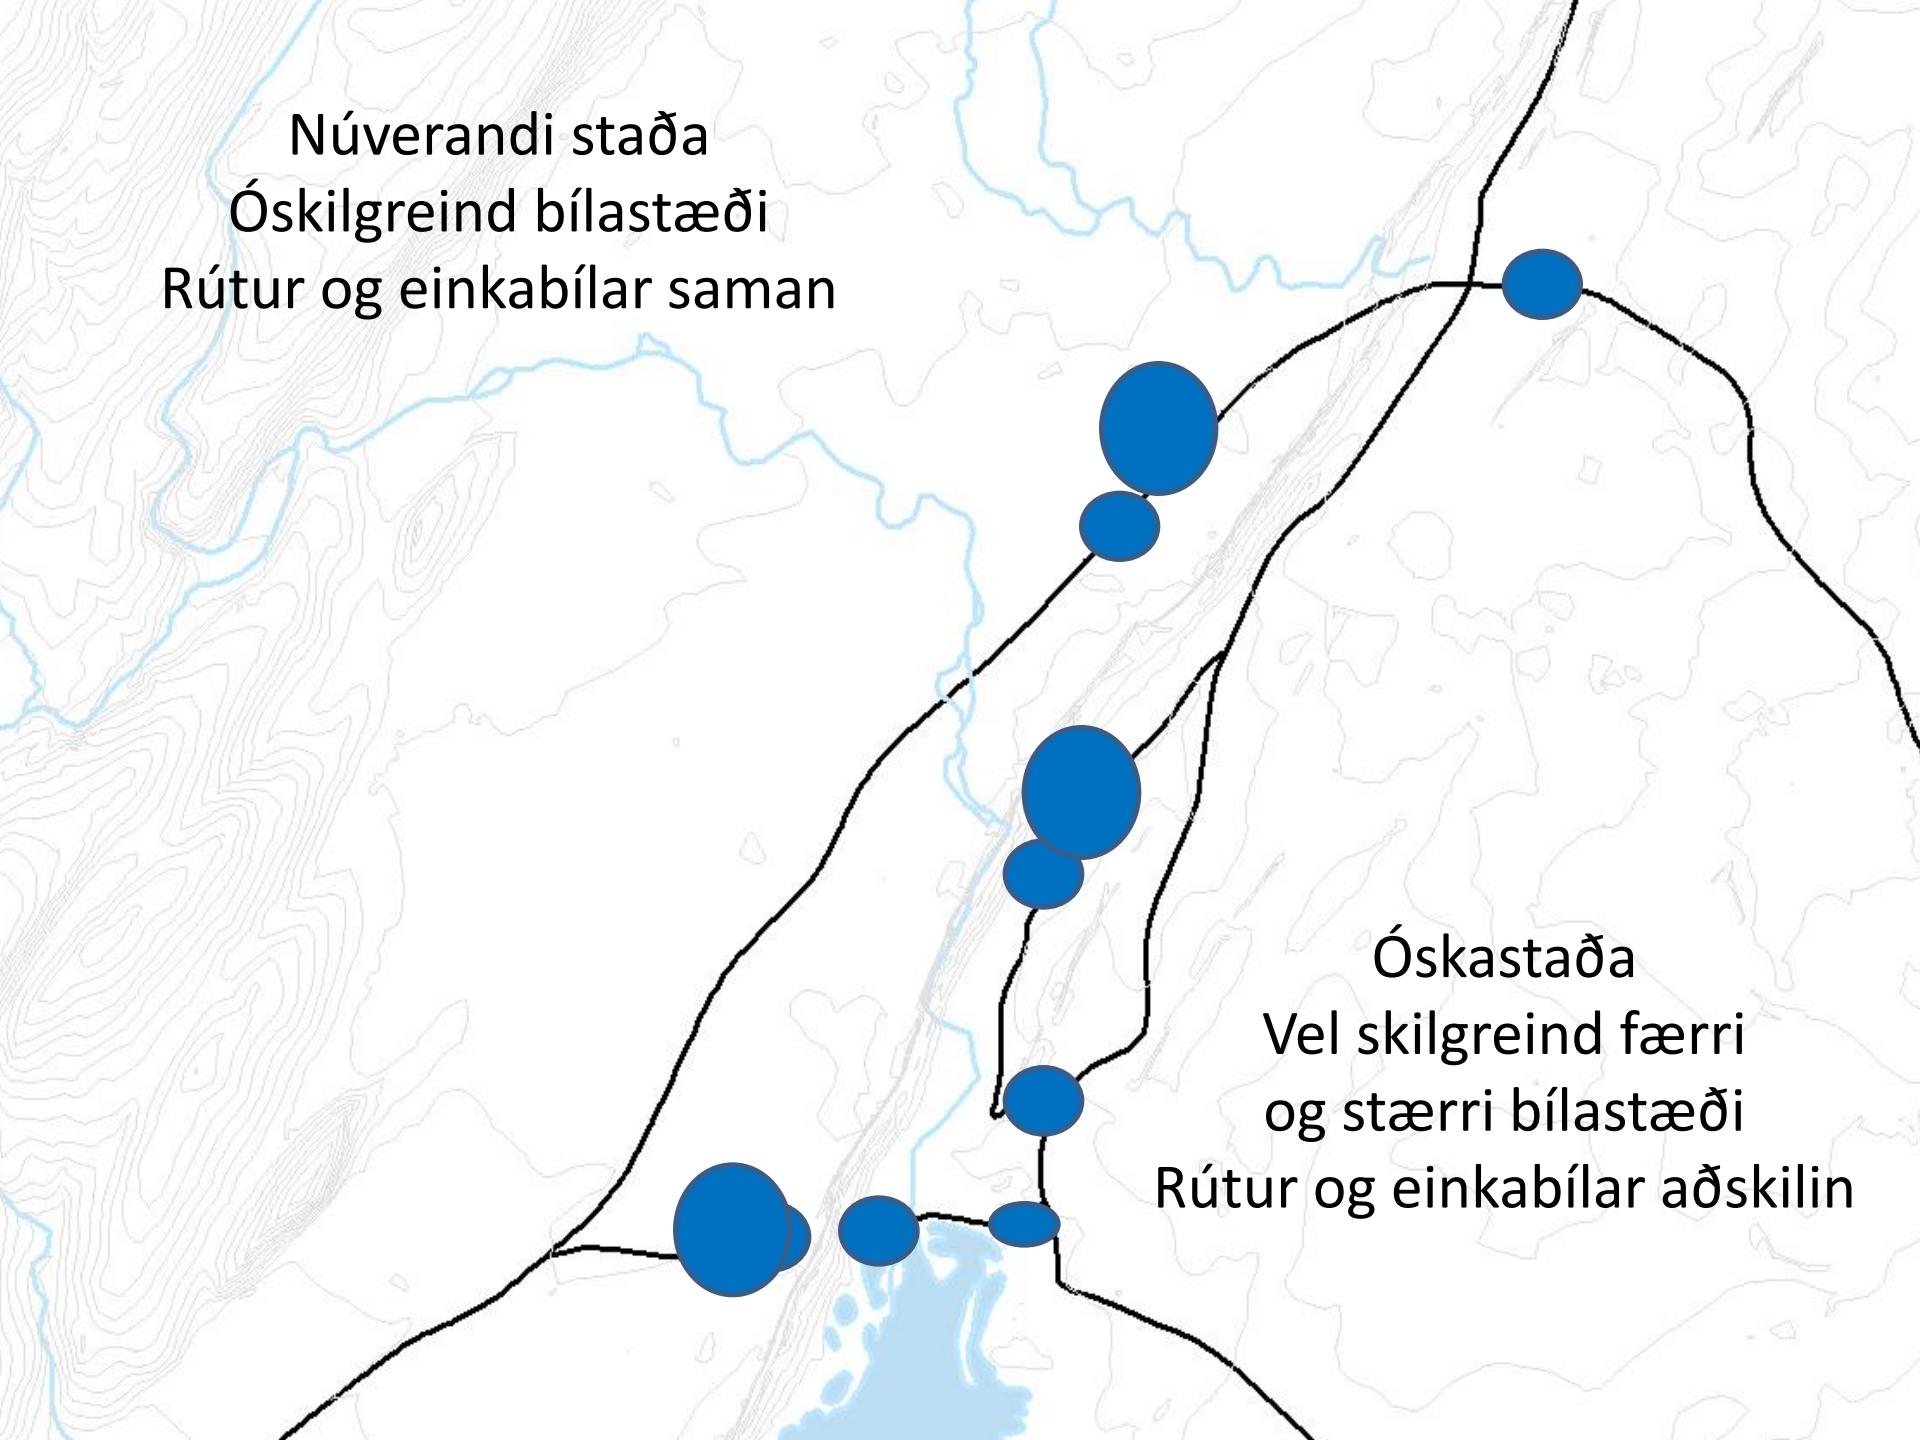 Núverandi staða
Óskilgreind bílastæði
Rútur og einkabílar saman
Óskastaða
Vel skilgreind færri
og stærri bílastæði
Rútur og einkabílar aðskilin